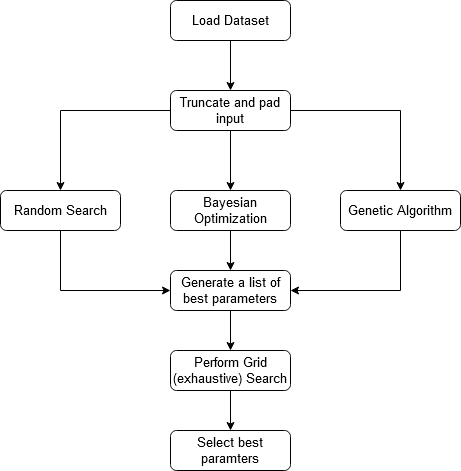 Load Dataset
Truncate and pad
input
Random Search
Bayesian
Optimization
Genetic Algorithm
Generate a list of
best parameters
Perform Grid
(exhaustive) Search
Select best
paramters